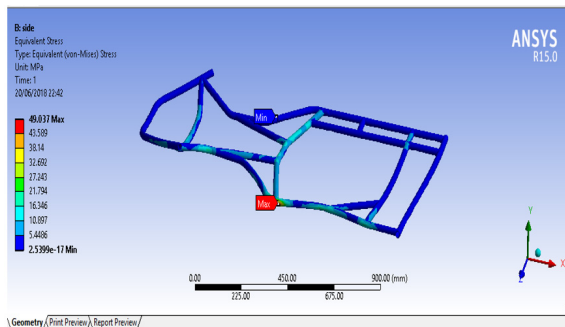 B: side
Equivalent Stress
Type: Equivalent (von-Mises) Stress
Unit: MPa
Time: 1
20/06/2018 22:42
ANSYS
R15.0
49.037 Max
43.589
38.14
32.692
27.243
21.794
16.346
10.897
5.4486
2.5399e-17 Min
Min
Max
0.00
450.00
900.00 (mm)
225.00
675.00
Y
X
Z
Geometry
Print Preview
Report Preview